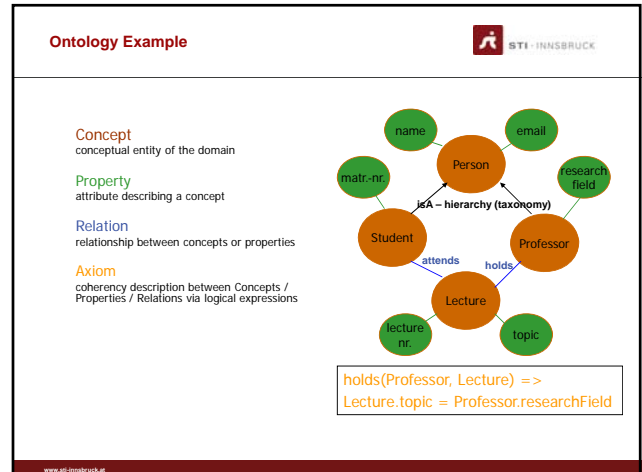 Ontology Example
STI · INNSBRUCK
Concept
conceptual entity of the domain
Property
attribute describing a concept
Relation
relationship between concepts or properties
Axiom
coherency description between Concepts /
Properties / Relations via logical expressions
name
email
Person
matr.-nr.
research
field
isA – hierarchy (taxonomy)
Student
Professor
attends
holds
Lecture
lecture
nr.
topic
holds(Professor, Lecture) =>
Lecture.topic = Professor.researchField
www.sti-innsbruck.at